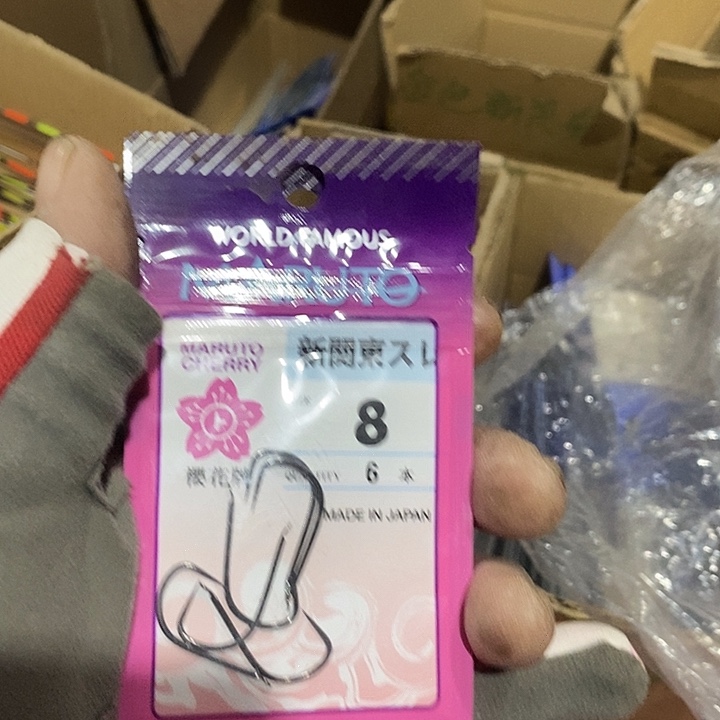 WORLD FAMOUS
MARUTO
MARUTO
CHERRY
新関東スレ
8
櫻花牌
QUANTITY 6 本
MADE IN JAPAN